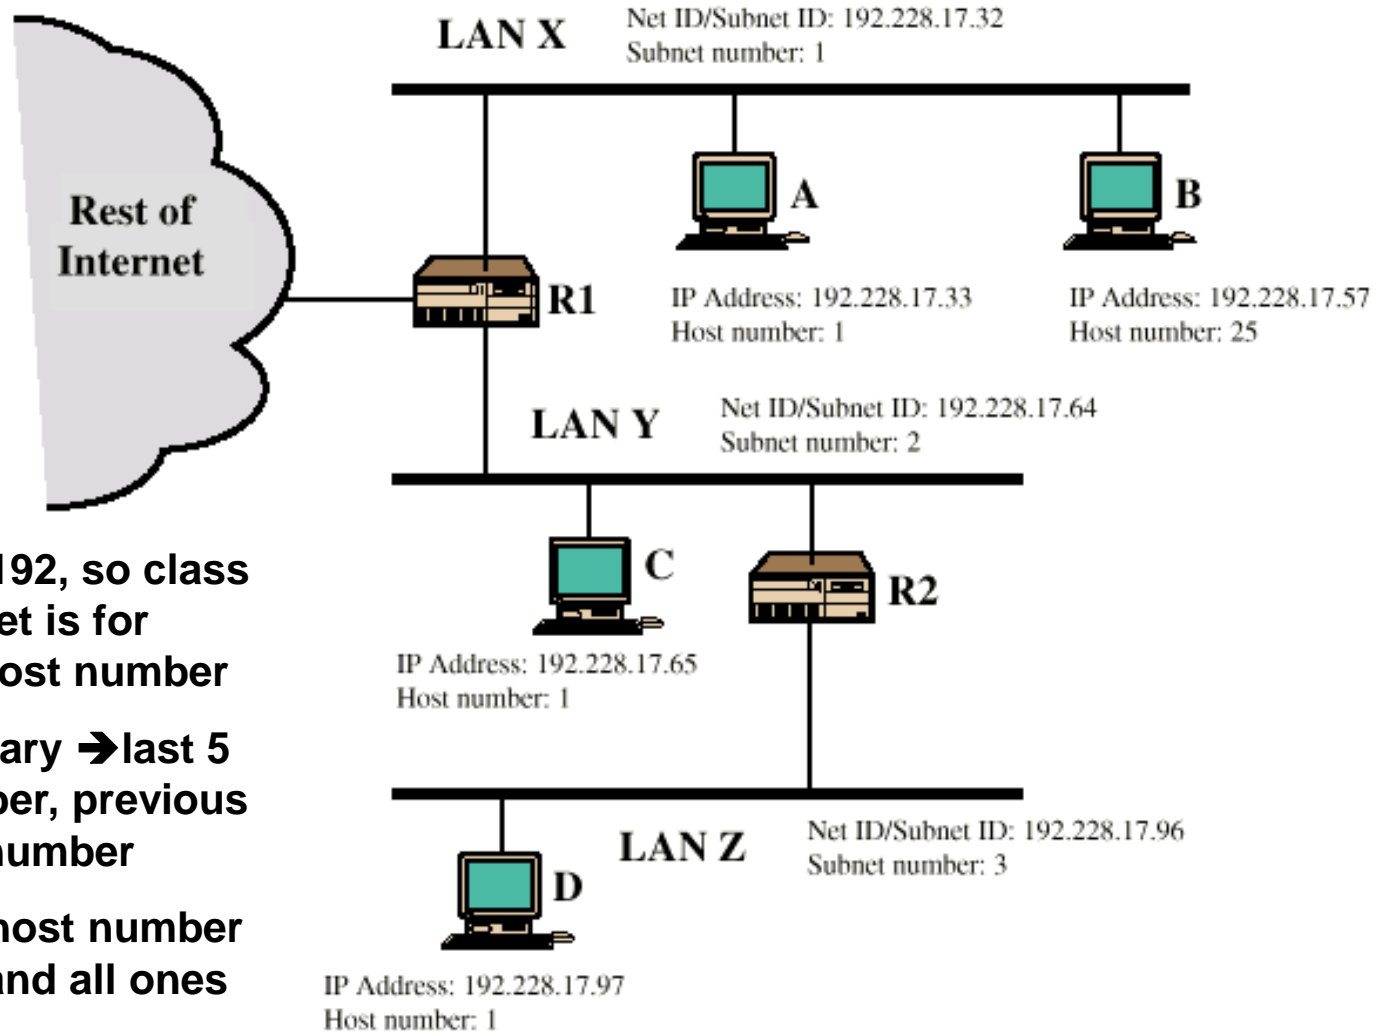 LAN X
Net ID/Subnet ID: 192.228.17.32
Subnet number: 1
Rest of
Internet
A
B
R1
IP Address: 192.228.17.33
Host number: 1
IP Address: 192.228.17.57
Host number: 25
LAN Y
Net ID/Subnet ID: 192.228.17.64
Subnet number: 2
C
R2
IP Address: 192.228.17.65
Host number: 1
192, so class
et is for
ost number
ary ➔last 5
ber, previous
number
host number
and all ones
LAN Z
Net ID/Subnet ID: 192.228.17.96
Subnet number: 3
D
IP Address: 192.228.17.97
Host number: 1